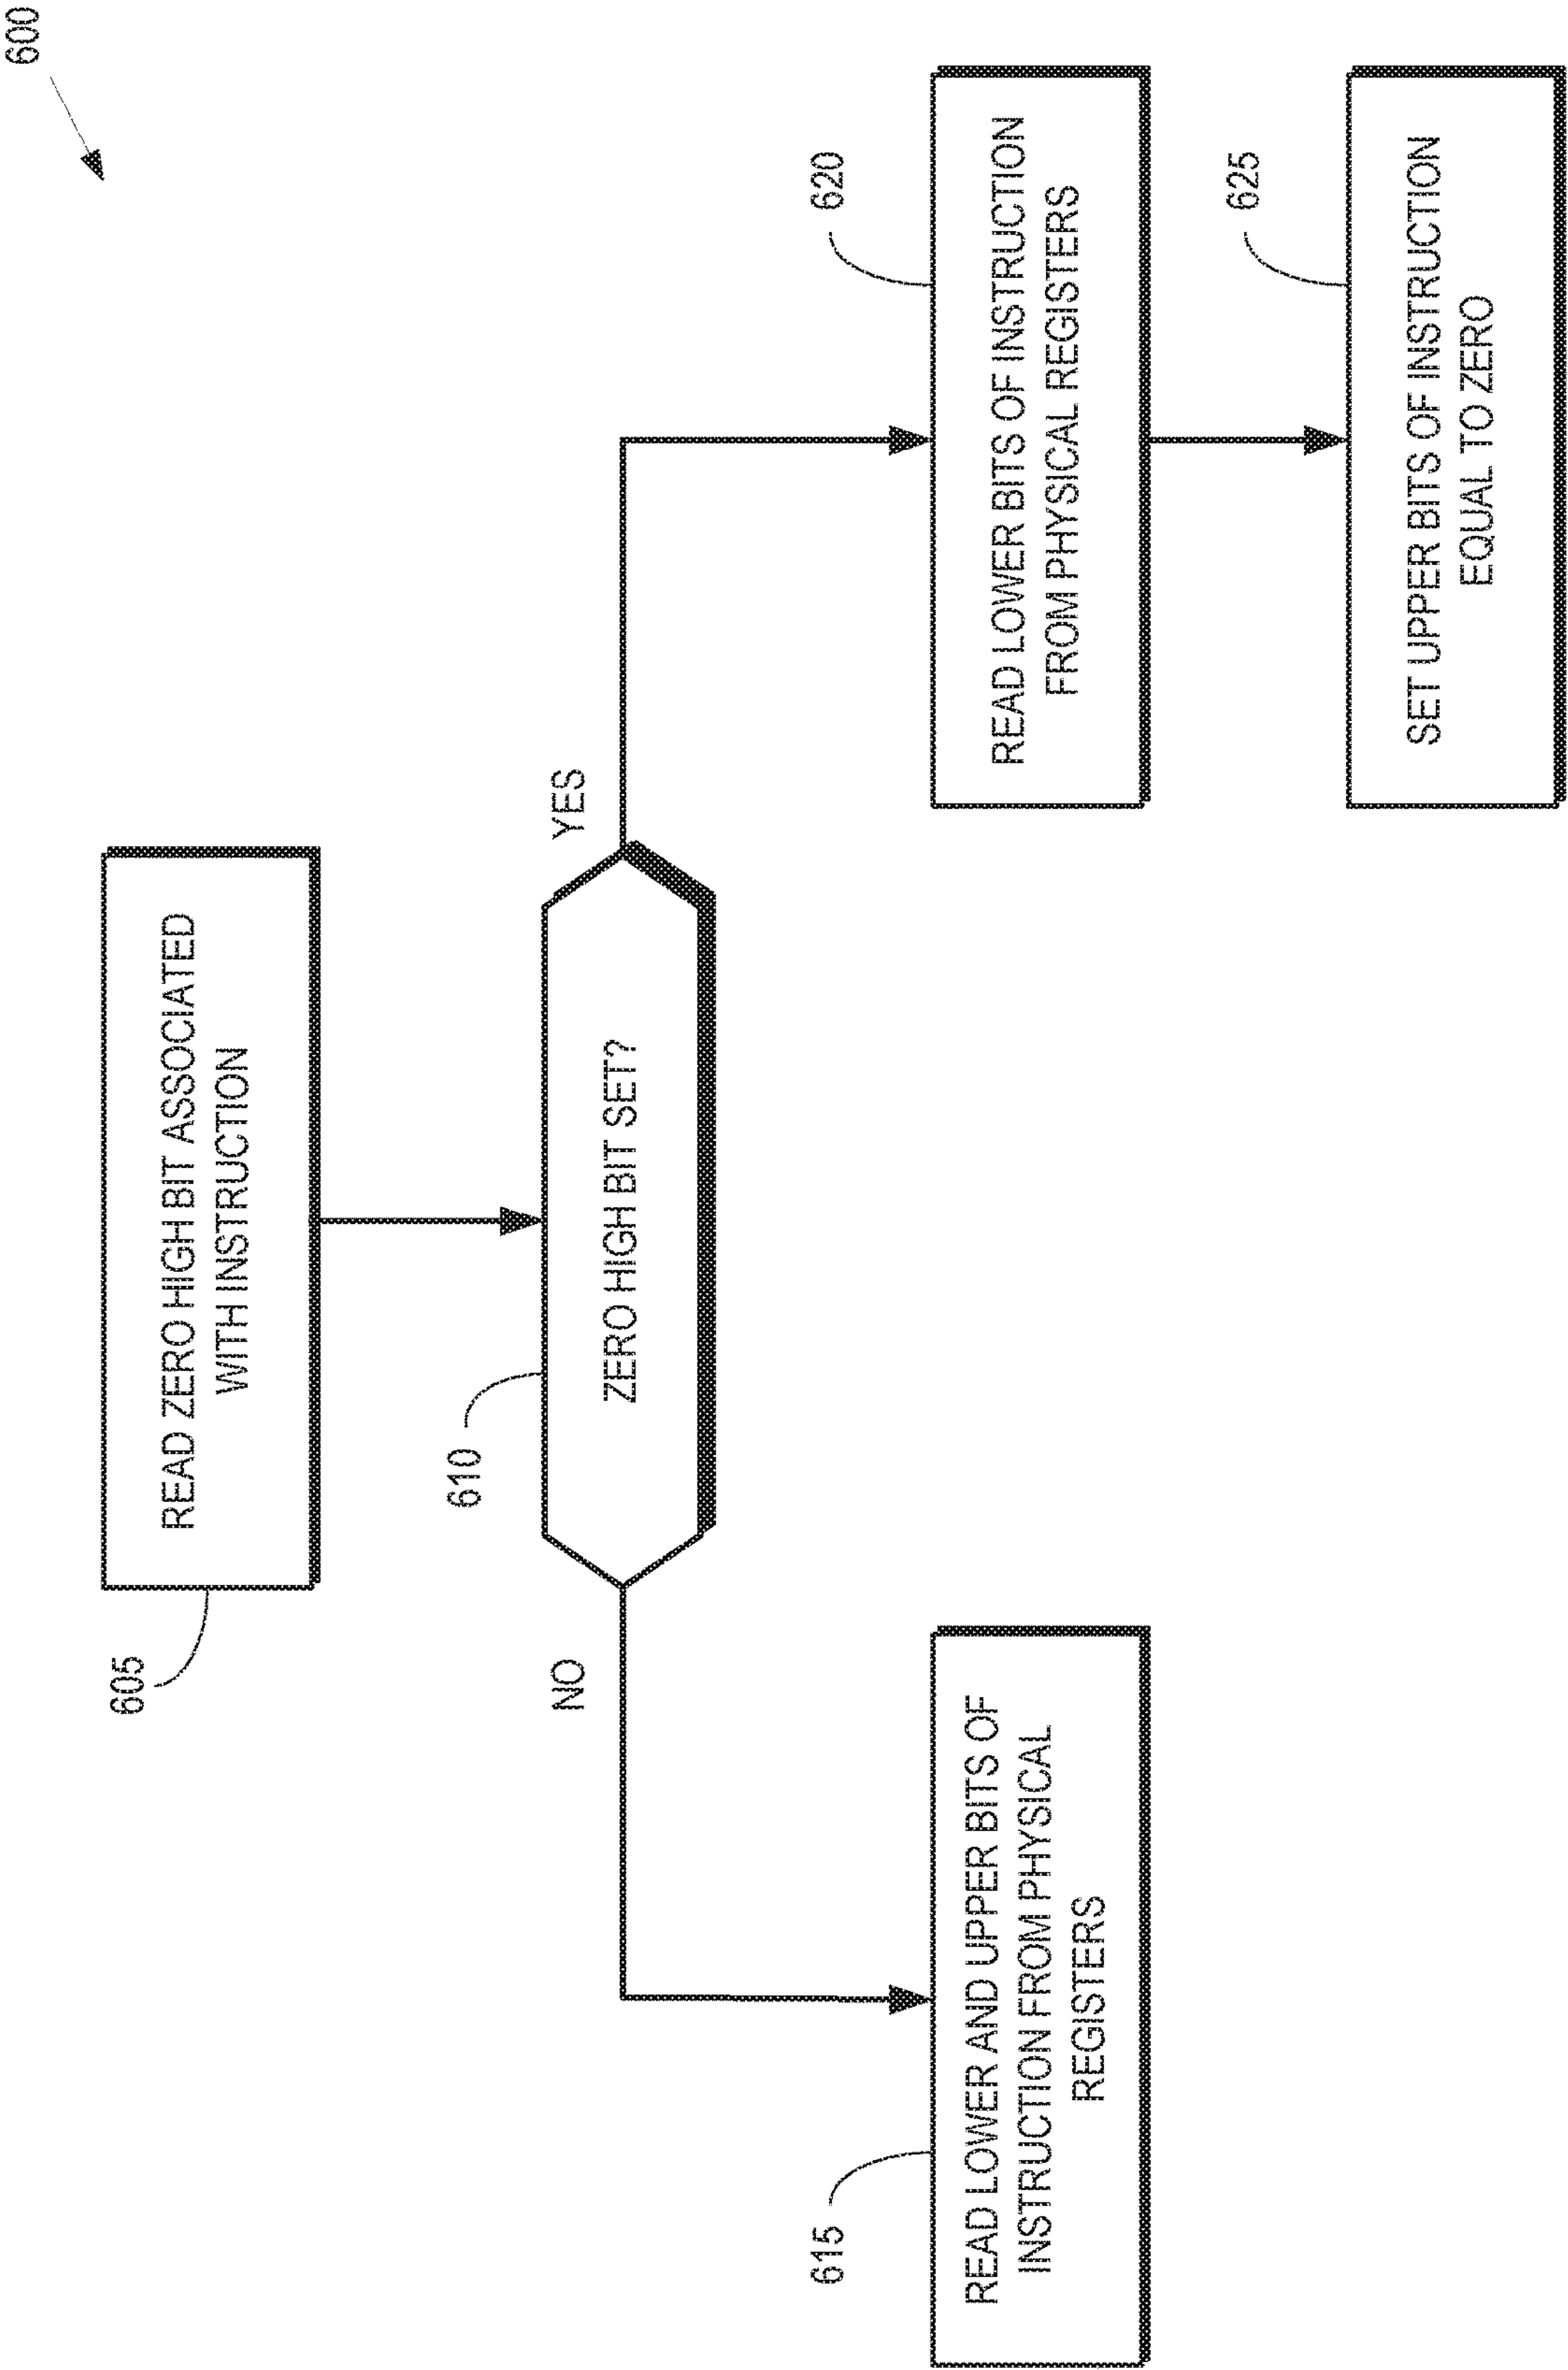 600
605
READ ZERO HIGH BIT ASSOCIATED
WITH INSTRUCTION
610
ZERO HIGH BIT SET?
NO
YES
615
READ LOWER AND UPPER BITS OF
INSTRUCTION FROM PHYSICAL
REGISTERS
620
READ LOWER BITS OF INSTRUCTION
FROM PHYSICAL REGISTERS
625
SET UPPER BITS OF INSTRUCTION
EQUAL TO ZERO